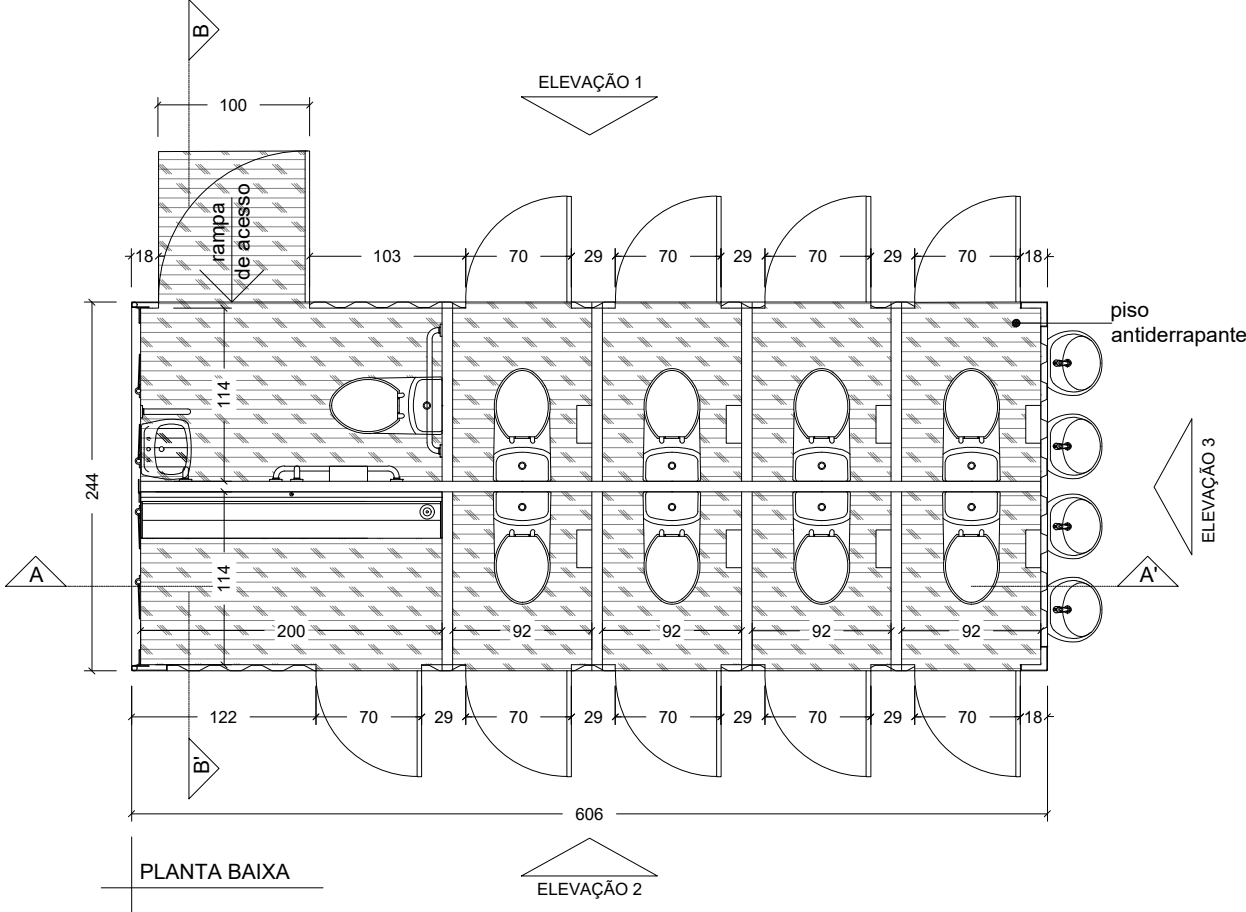 B
ELEVAÇÃO 1
100
rampa
de acesso
18
103
70
29
70
29
70
29
70
18
piso
antiderrapante
114
244
ELEVAÇÃO 3
A
114
A'
200
92
92
92
92
122
70
29
70
29
70
29
70
29
70
18
B'
606
PLANTA BAIXA
ELEVAÇÃO 2